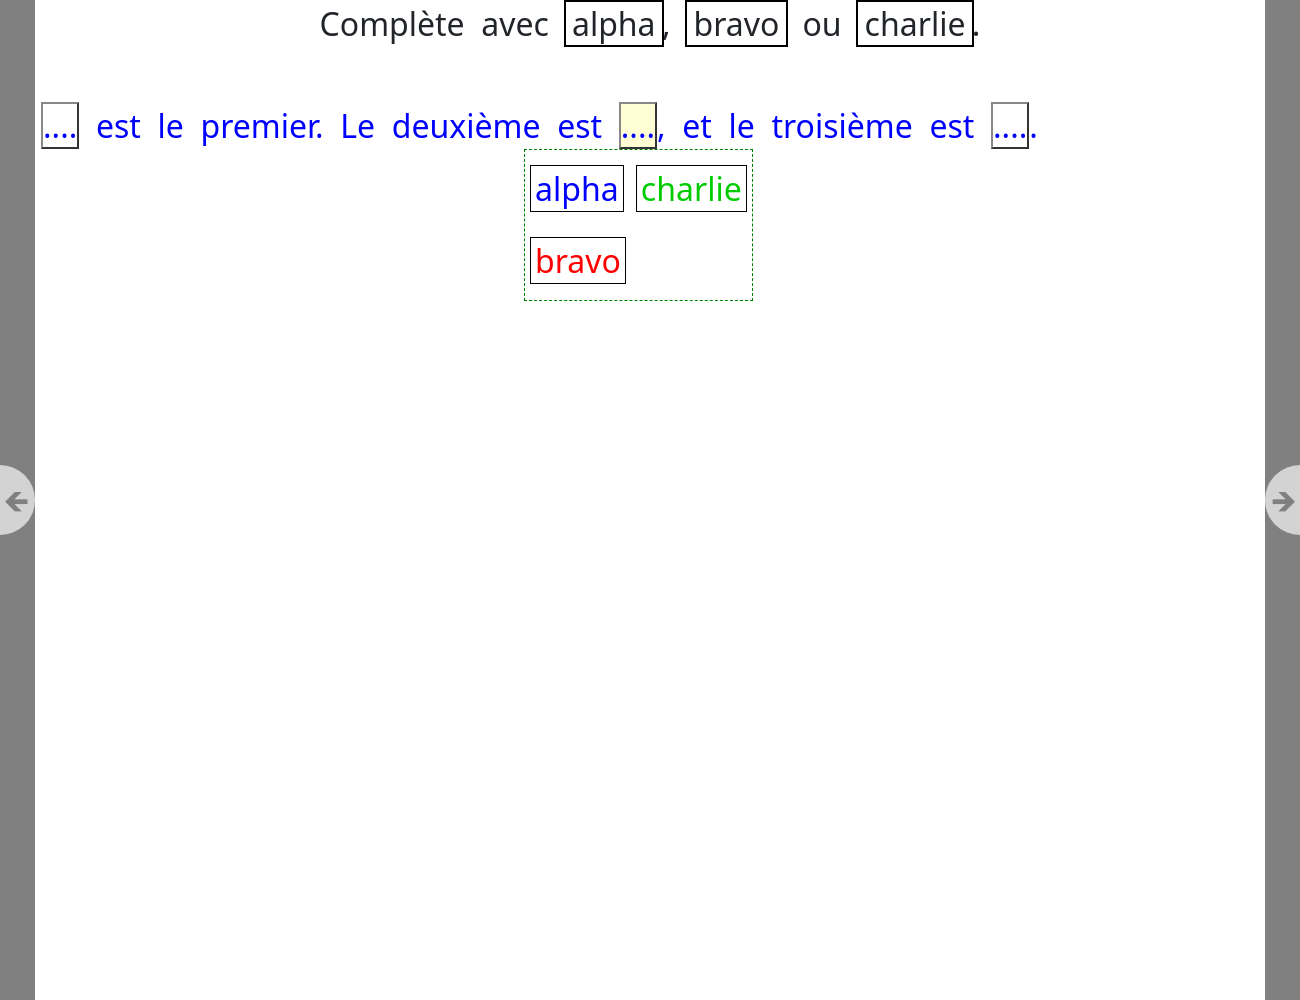 Complète avec alpha, bravo ou charlie.
.... est le premier. Le deuxième est ...., et le troisième est .....
alpha charlie
bravo